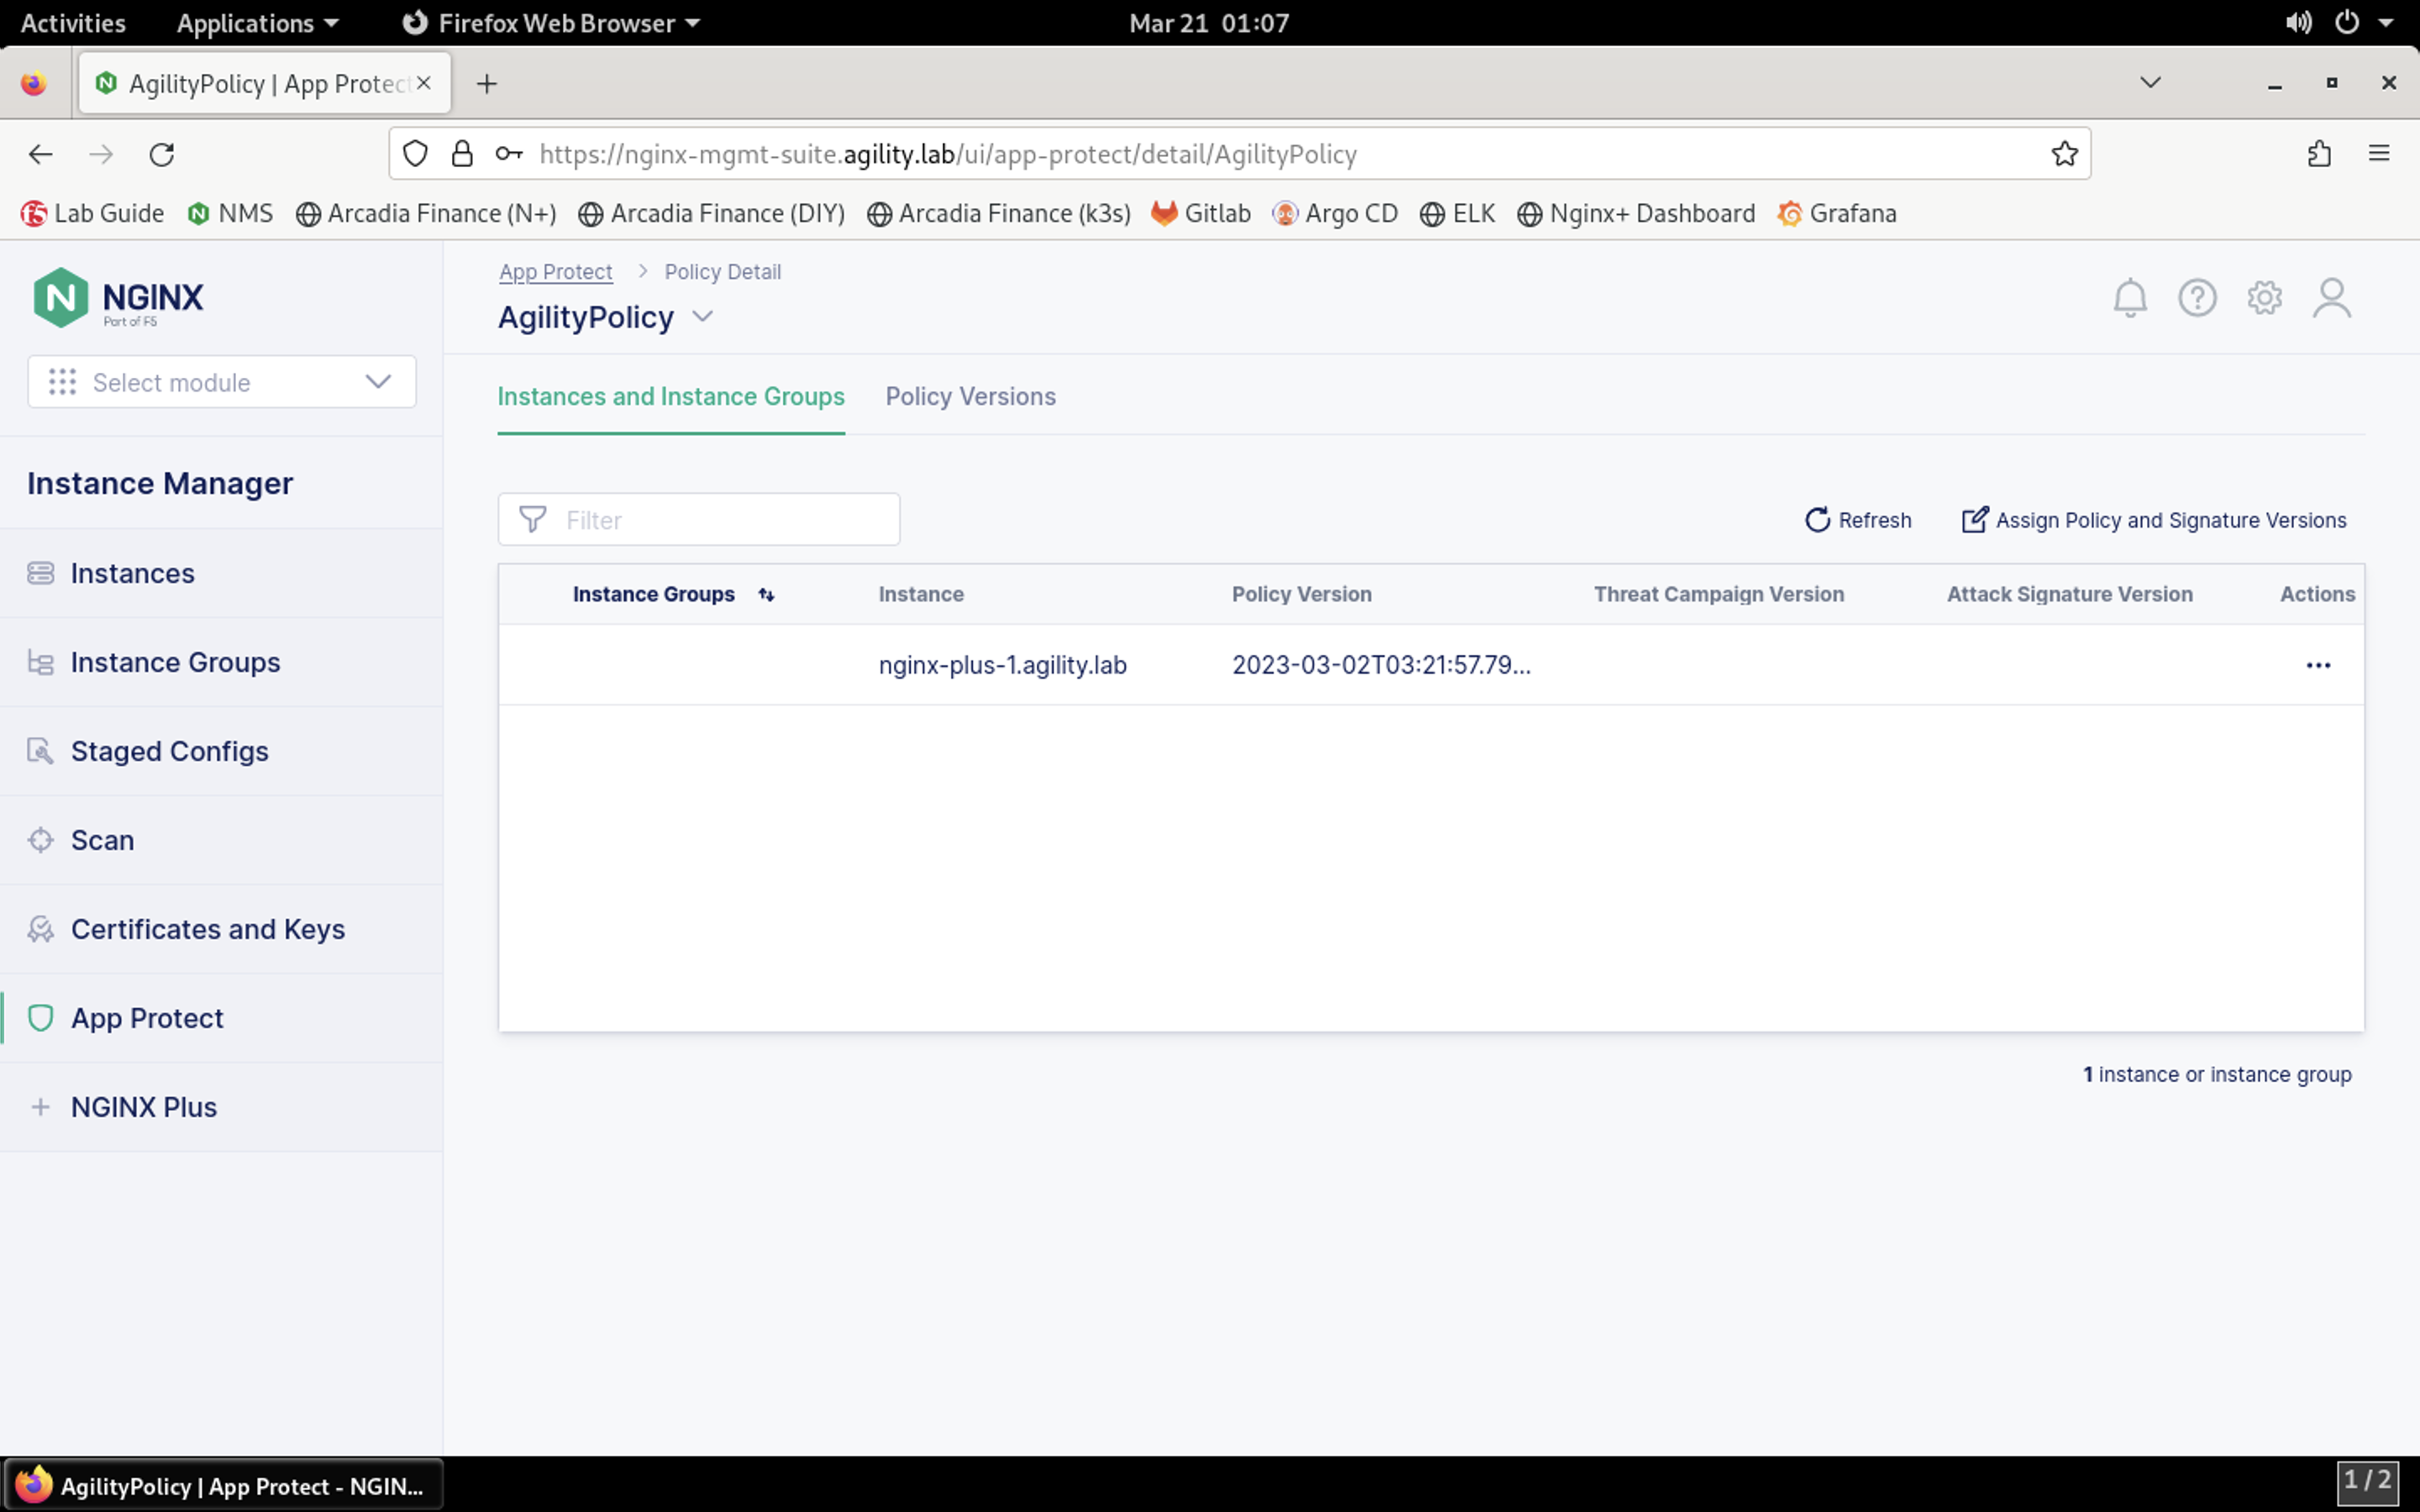 Activities Applications Firefox Web Browser Mar 21 01:07
AgilityPolicy | App Protect
https://nginx-mgmt-suite.agility.lab/ui/app-protect/detail/AgilityPolicy
Lab Guide NMS Arcadia Finance (N+) Arcadia Finance (DIY) Arcadia Finance (k3s) Gitlab Argo CD ELK Nginx+ Dashboard Grafana
NGINX
Part of F5
Select module
Instance Manager
Instances
Instance Groups
Staged Configs
Scan
Certificates and Keys
App Protect
NGINX Plus
App Protect > Policy Detail
AgilityPolicy
Instances and Instance Groups Policy Versions
Filter Refresh Assign Policy and Signature Versions
Instance Groups Instance Policy Version Threat Campaign Version Attack Signature Version Actions
nginx-plus-1.agility.lab 2023-03-02T03:21:57.79... ...
1 instance or instance group
AgilityPolicy | App Protect - NGIN... 1 / 2